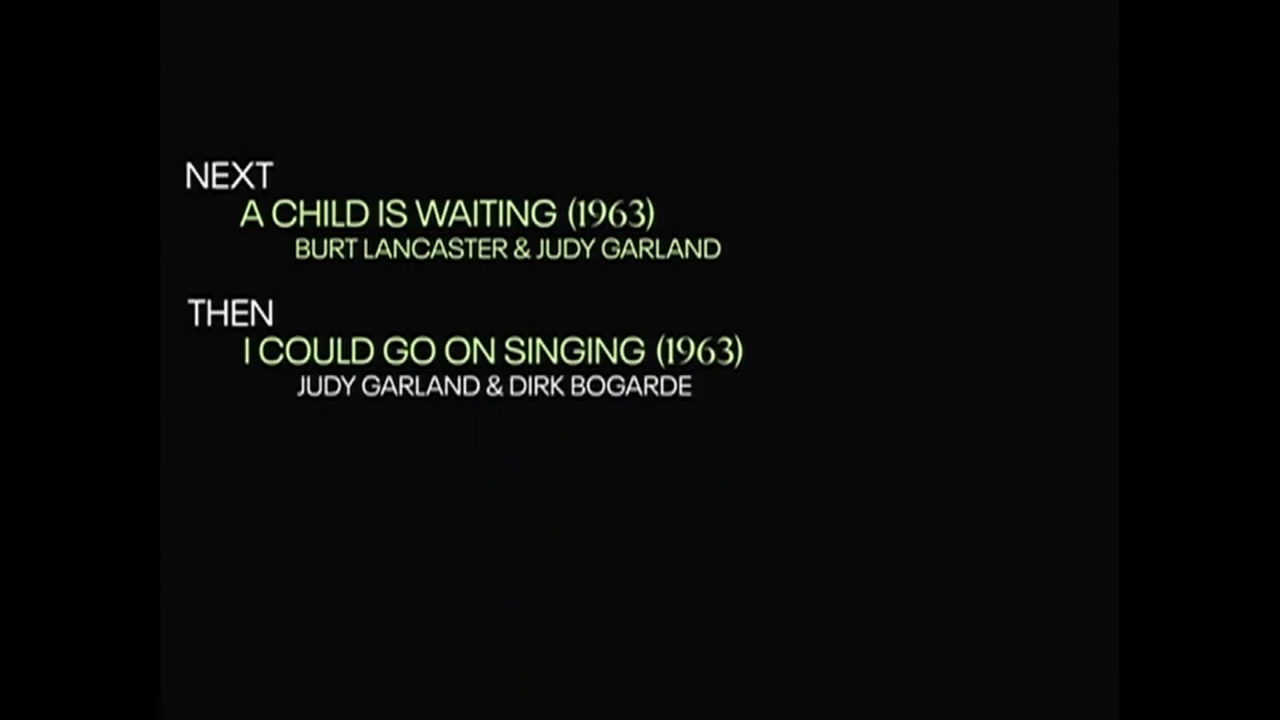 NEXT
A CHILD IS WAITING (1963)
BURT LANCASTER & JUDY GARLAND
THEN
I COULD GO ON SINGING (1963)
JUDY GARLAND & DIRK BOGARDE